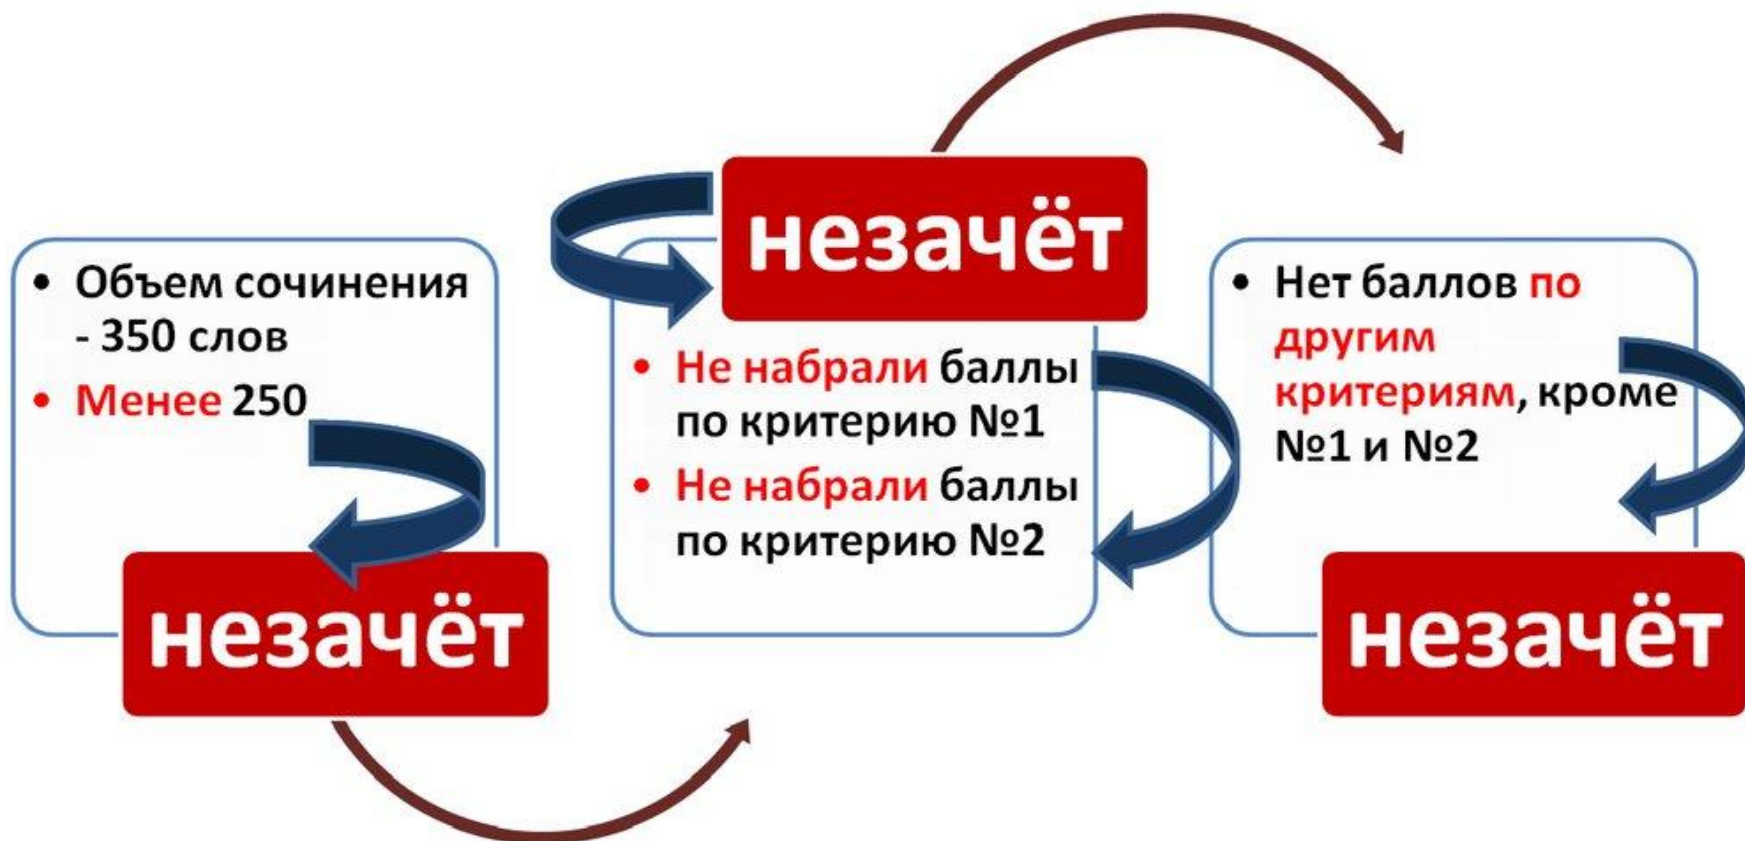 • Объем сочинения
- 350 слов
• Менее 250
незачёт
незачёт
• Не набрали баллы
по критерию №1
• Не набрали баллы
по критерию №2
• Нет баллов по
другим
критериям, кроме
№1 и №2
незачёт